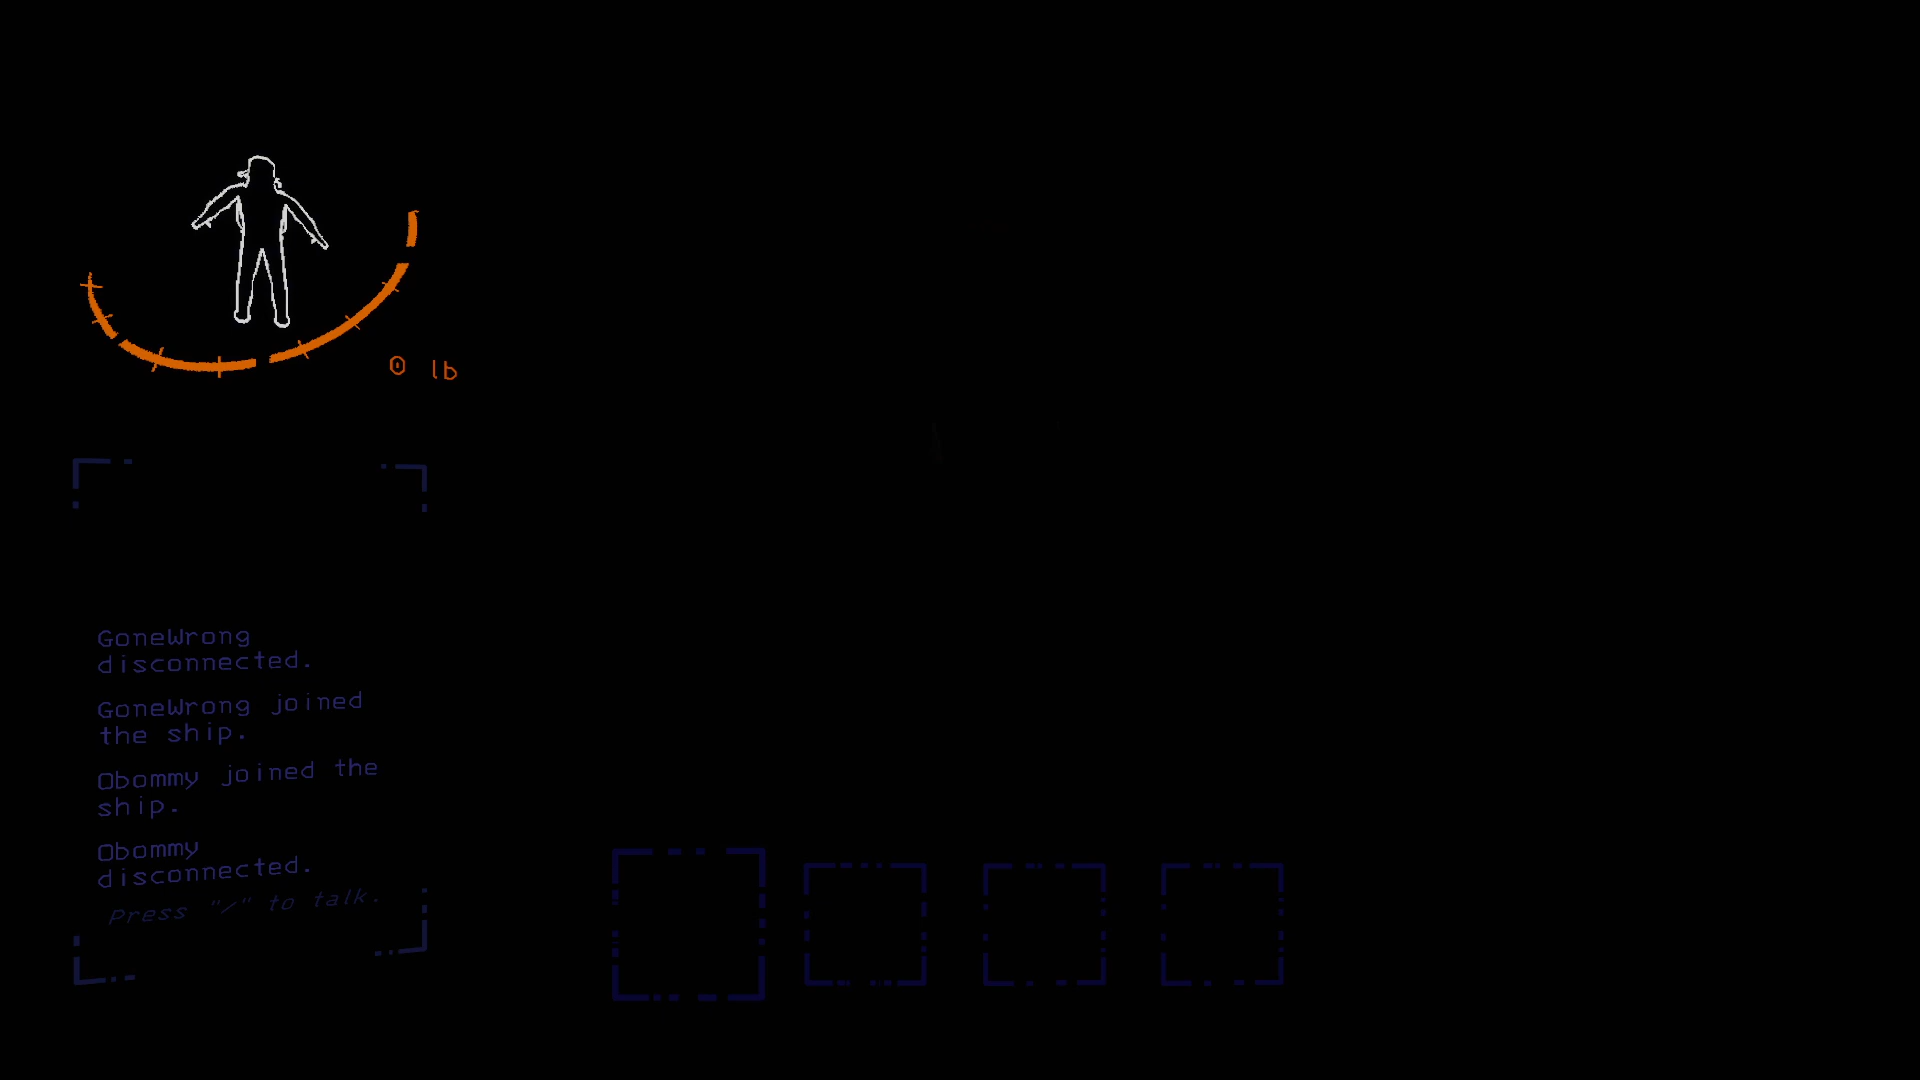 0 lb
GoneWrong
disconnected.
GoneWrong joined
the ship.
Obommy joined the
ship.
Obommy
disconnected.
Press "/" to talk.